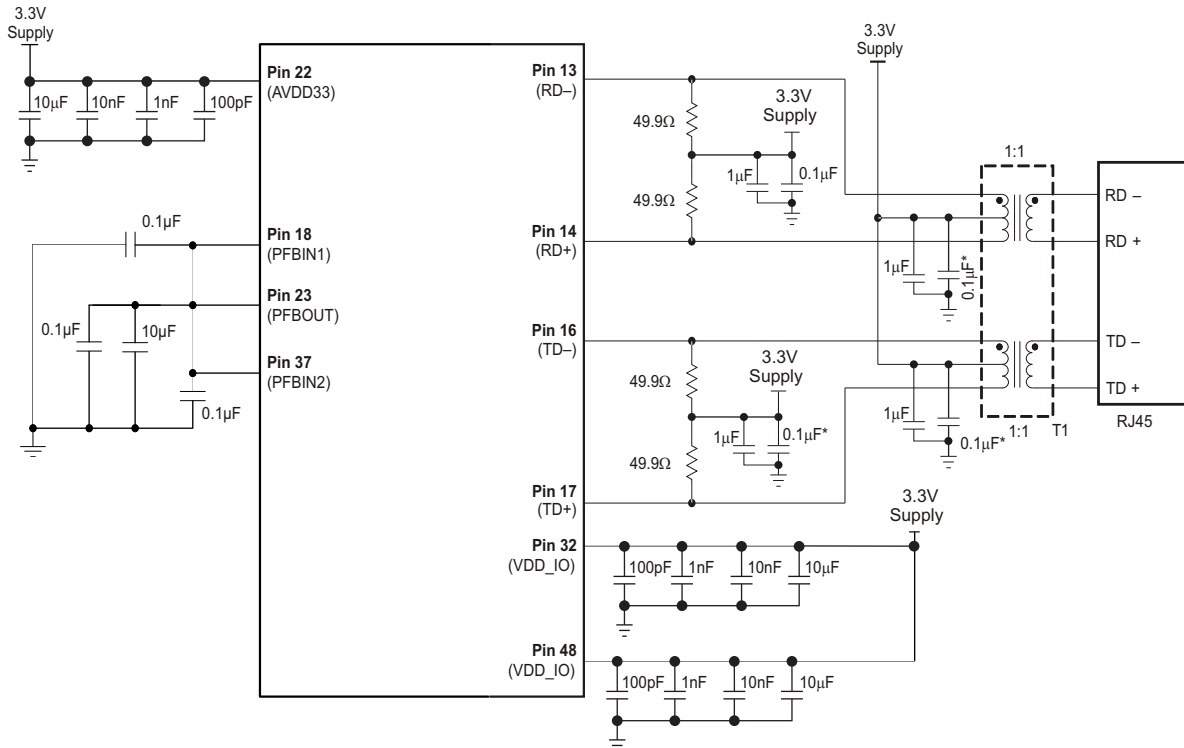 3.3V
Supply
10µF
10nF
1nF
100pF
Pin 22
(AVDD33)
0.1µF
Pin 18
(PFBIN1)
Pin 23
(PFBOUT)
0.1µF
10µF
Pin 37
(PFBIN2)
0.1µF
Pin 13
(RD–)
49.9Ω
3.3V
Supply
1µF
0.1µF
49.9Ω
Pin 14
(RD+)
Pin 16
(TD–)
49.9Ω
3.3V
Supply
1µF
0.1µF*
49.9Ω
Pin 17
(TD+)
3.3V
Supply
1:1
RD –
RD +
1µF
0.1µF*
TD –
TD +
1µF
0.1µF*
1:1
T1
RJ45
3.3V
Supply
Pin 32
(VDD_IO)
100pF
1nF
10nF
10µF
Pin 48
(VDD_IO)
100pF
1nF
10nF
10µF